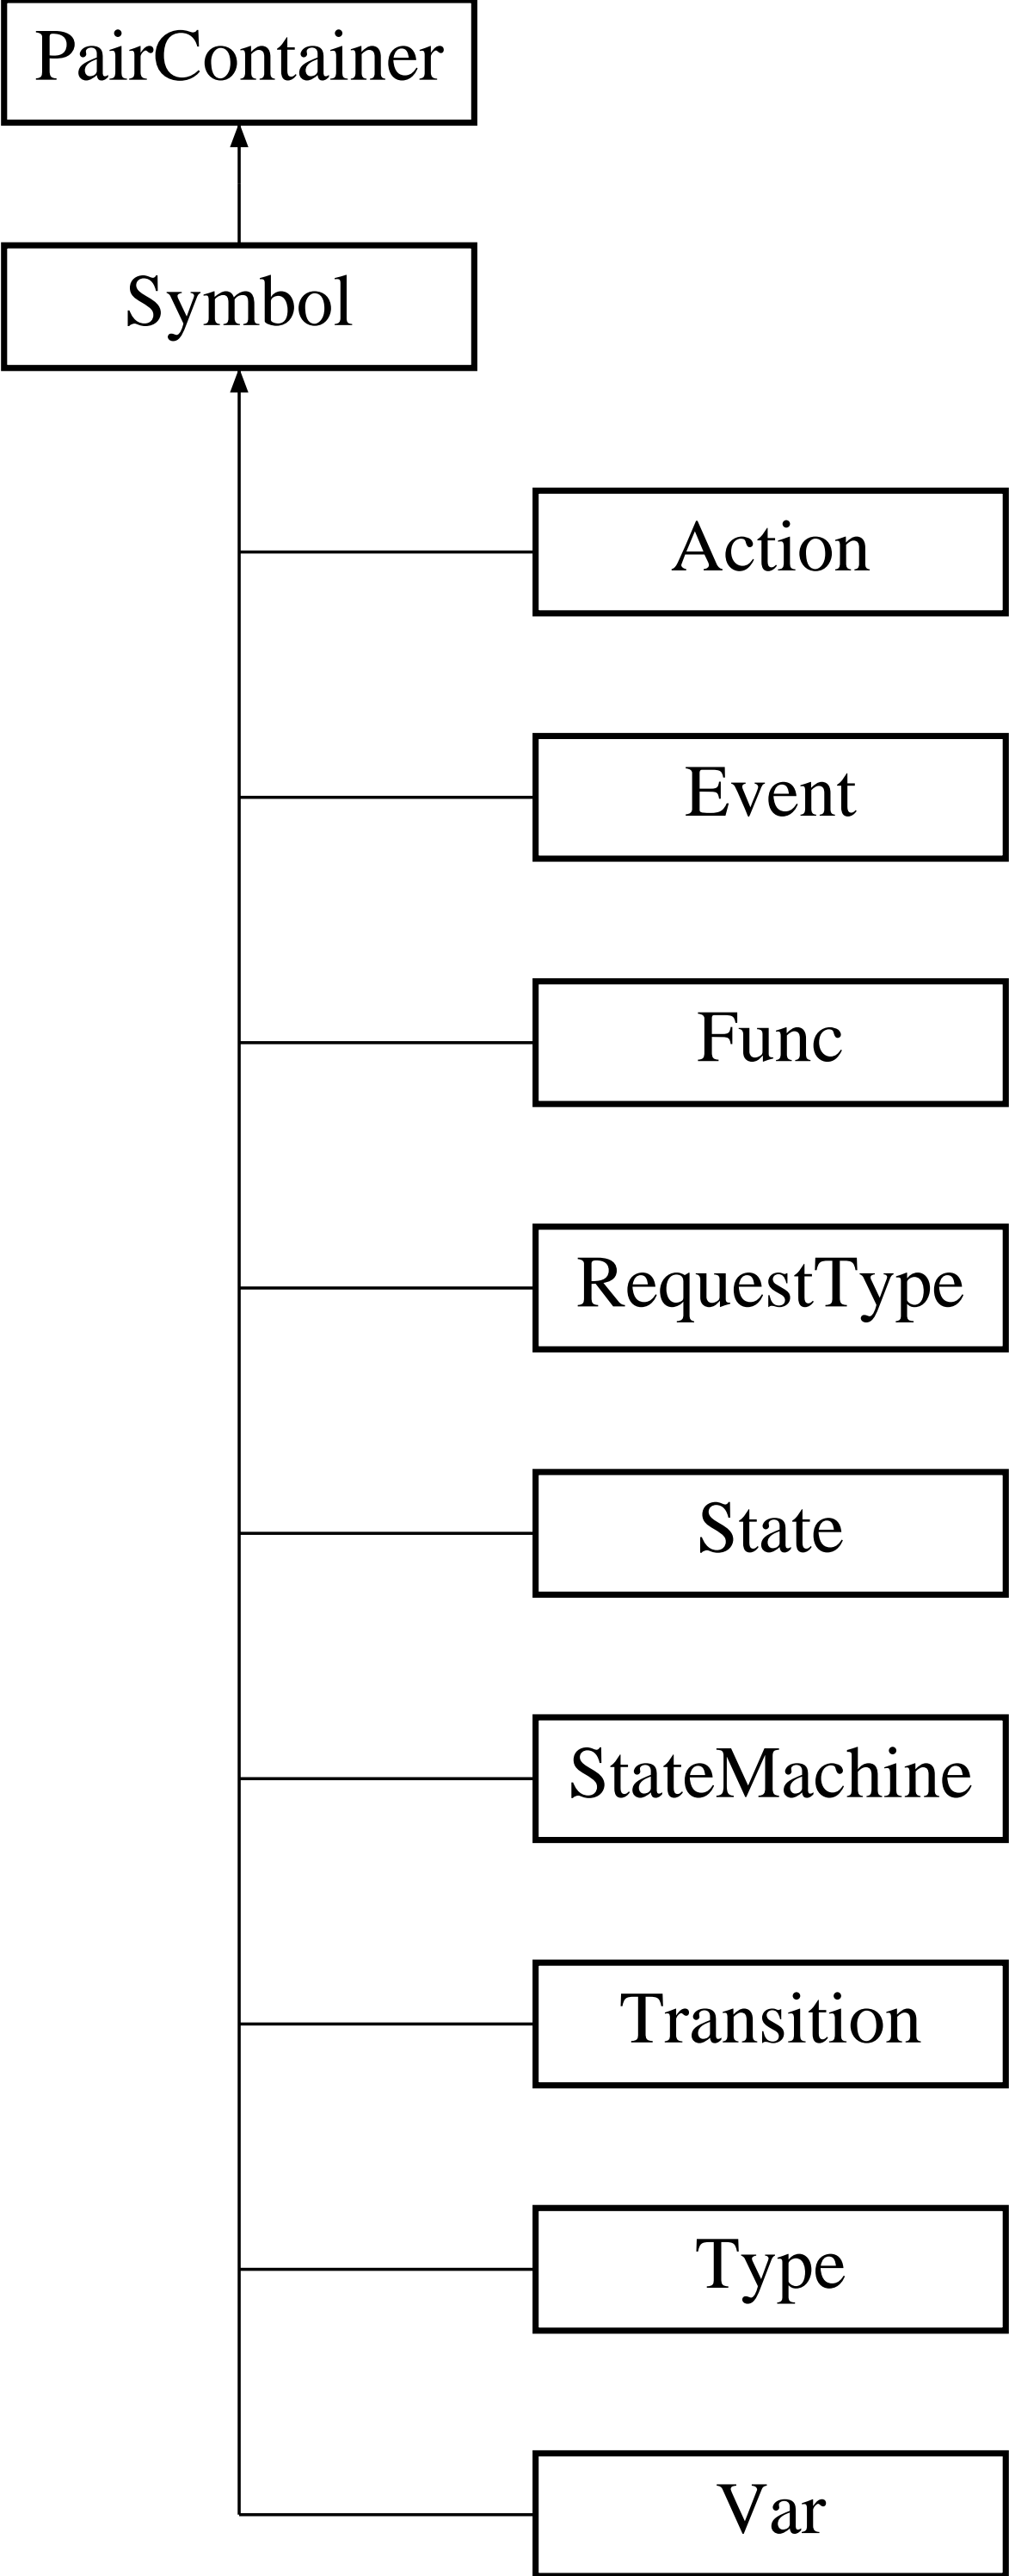 PairContainer
Symbol
Action
Event
Func
RequestType
State
StateMachine
Transition
Type
Var